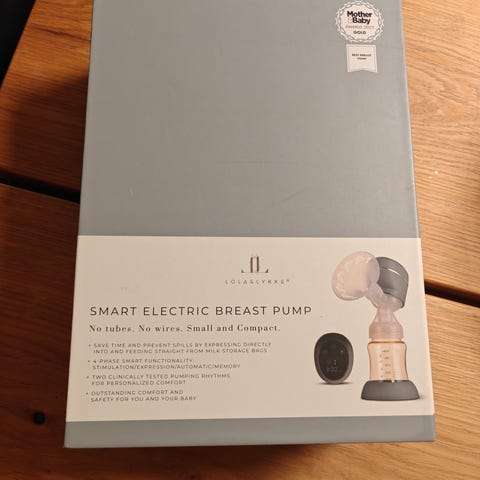 Mother
&Baby
AWARDS 2023
GOLD
BEST BREAST
PUMP
LOLA&LYKKE®
SMART ELECTRIC BREAST PUMP
No tubes. No wires. Small and Compact.
• SAVE TIME AND PREVENT SPILLS BY EXPRESSING DIRECTLY
INTO AND FEEDING STRAIGHT FROM MILK STORAGE BAGS
• 4-PHASE SMART FUNCTIONALITY:
STIMULATION/EXPRESSION/AUTOMATIC/MEMORY
• TWO CLINICALLY TESTED PUMPING RHYTHMS
FOR PERSONALIZED COMFORT
• OUTSTANDING COMFORT AND
SAFETY FOR YOU AND YOUR BABY